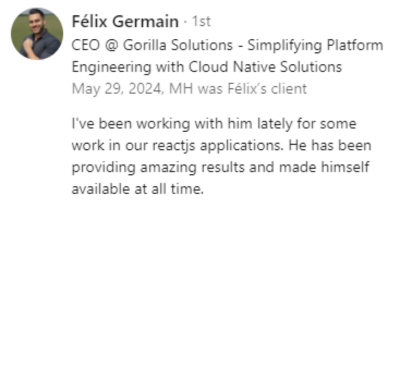 Félix Germain · 1st
CEO @ Gorilla Solutions - Simplifying Platform
Engineering with Cloud Native Solutions
May 29, 2024, MH was Félix's client
I've been working with him lately for some
work in our reactjs applications. He has been
providing amazing results and made himself
available at all time.